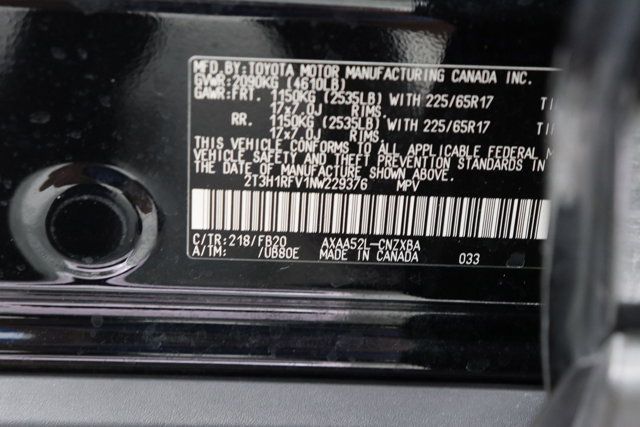 MFD. BY: TOYOTA MOTOR MANUFACTURING CANADA INC.
GVWR: 2090KG (4610LB)
GAWR: FRT. 1150KG (2535LB) WITH 225/65R17
17x7.0J RIMS,
RR. 1150KG (2535LB) WITH 225/65R17
17x7.0J RIMS,
THIS VEHICLE CONFORMS TO ALL APPLICABLE FEDERAL
VEHICLE SAFETY AND THEFT PREVENTION STANDARDS IN
THE DATE OF MANUFACTURE SHOWN ABOVE.
2T3H1RFV1NW229376 MPV
C/TR: 218/FB20 AXAA52L-CNZXBA
A/TM: /UB80E MADE IN CANADA 033